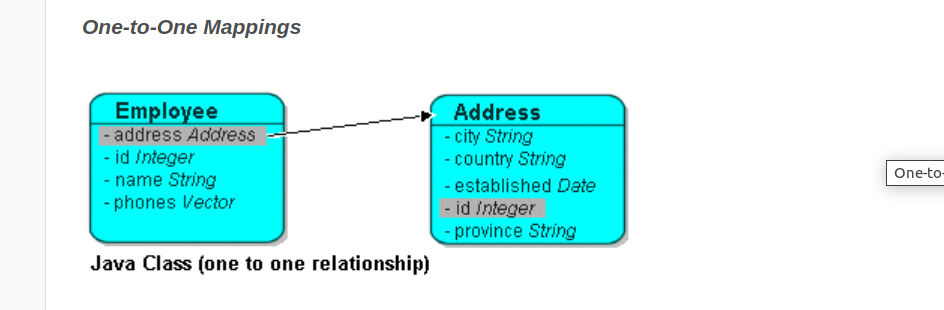 One-to-One Mappings
Employee
- address Address
- id Integer
- name String
- phones Vector
Address
- city String
- country String
- established Date
- id Integer
- province String
One-to-
Java Class (one to one relationship)